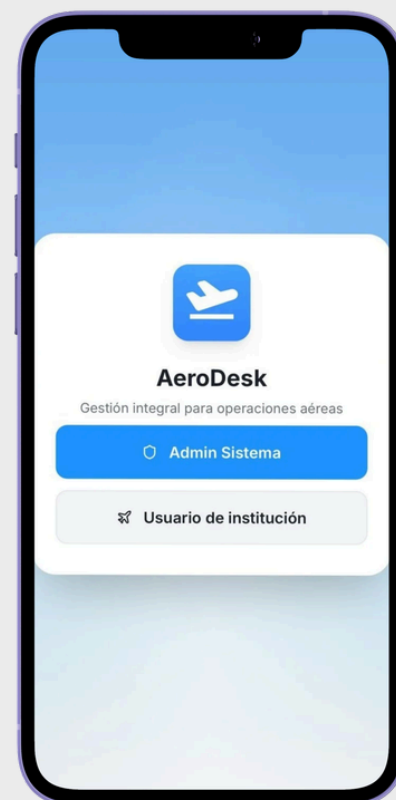 AeroDesk
Gestión integral para operaciones aéreas
Admin Sistema
Usuario de institución